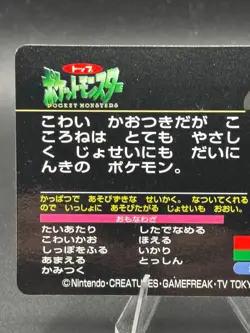 トップ
ポケットモンスター
POCKET MONSTERS
こわい かおつきだが こ
ころねは とても やさし
く じょせいにも だいに
んきの ポケモン。
かっぱつで あそびずきな せいかく。なついてくれる
ので いっしょに あそびたがる じょせいも おおい。
おもなわざ
たいあたり
こわいかお
しっぽをふる
あまえる
かみつく
したでなめる
ほえる
いかり
とっしん
©Nintendo・CREATURES・GAMEFREAK・TV TOKY